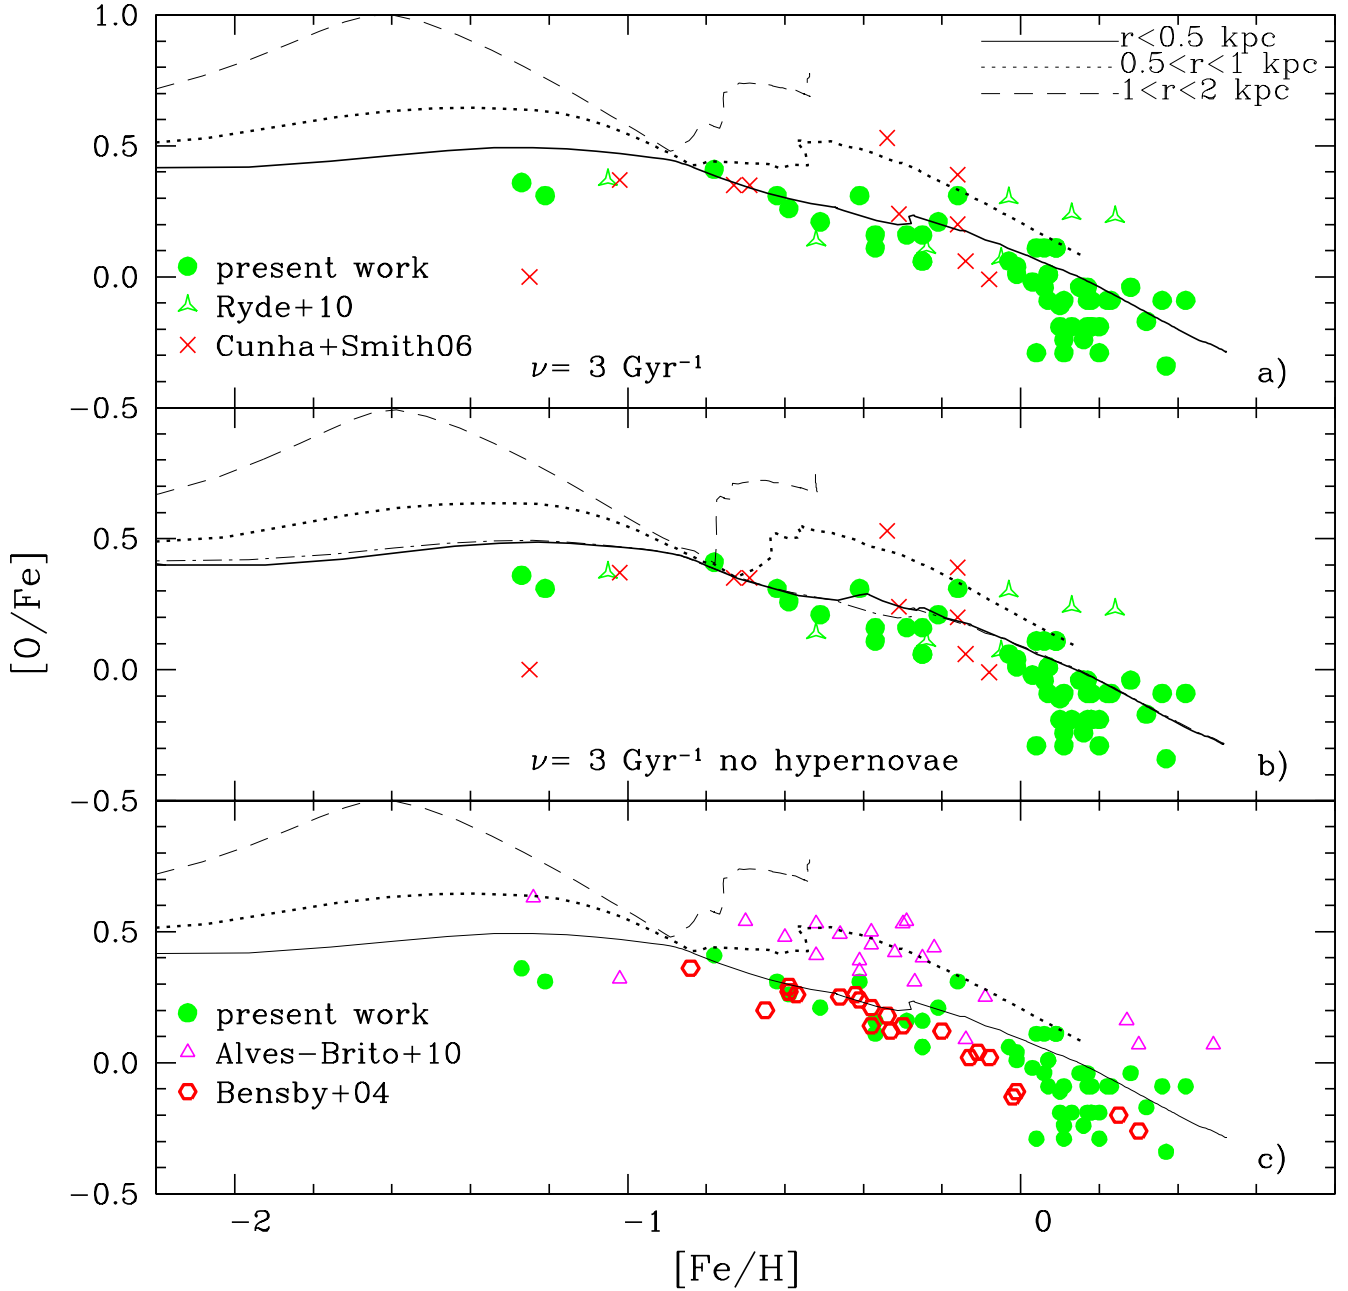 1.0
r<0.5 kpc
0.5<r<1 kpc
1<r<2 kpc
0.5
present work
0.0
Ryde+10
Cunha+Smith06
ν= 3 Gyr⁻¹
a)
−0.5
0.5
[O/Fe]
0.0
ν= 3 Gyr⁻¹ no hypernovae
b)
−0.5
0.5
present work
0.0
Alves−Brito+10
Bensby+04
c)
−0.5
−2
−1
0
[Fe/H]